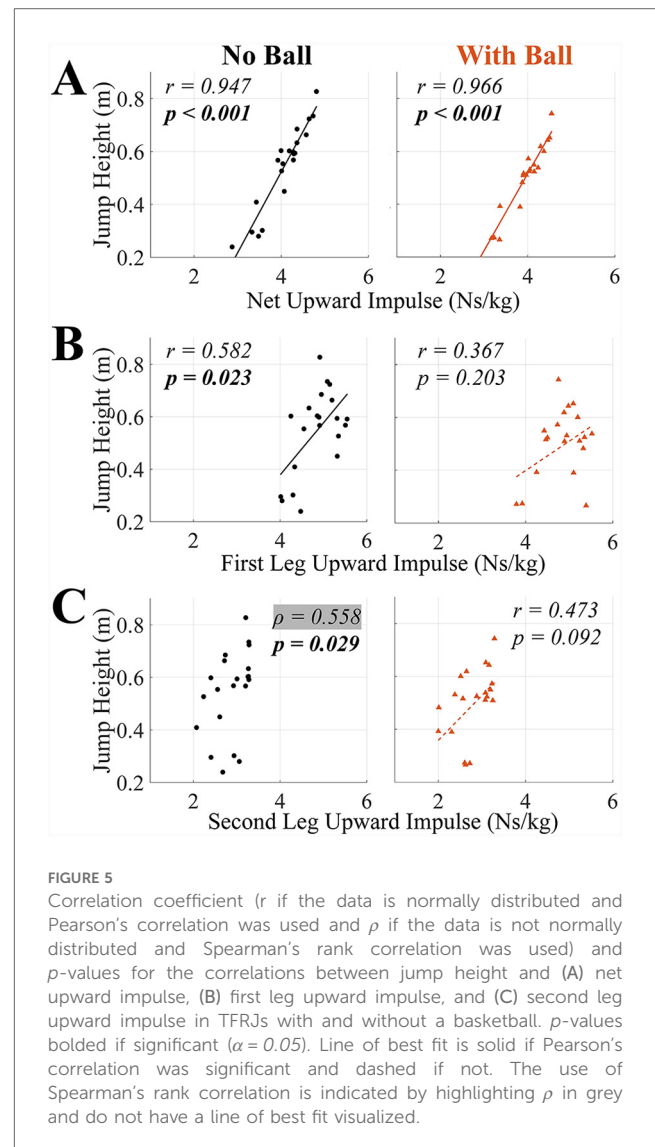 No Ball
With Ball
A
r = 0.947
p < 0.001
r = 0.966
p < 0.001
Jump Height (m)
0.8
0.6
0.4
0.2
2
4
6
2
4
6
Net Upward Impulse (Ns/kg)
B
r = 0.582
p = 0.023
r = 0.367
p = 0.203
Jump Height (m)
0.8
0.6
0.4
0.2
2
4
6
2
4
6
First Leg Upward Impulse (Ns/kg)
C
ρ = 0.558
p = 0.029
r = 0.473
p = 0.092
Jump Height (m)
0.8
0.6
0.4
0.2
2
4
6
2
4
6
Second Leg Upward Impulse (Ns/kg)
FIGURE 5
Correlation coefficient (r if the data is normally distributed and
Pearson's correlation was used and ρ if the data is not normally
distributed and Spearman's rank correlation was used) and
p-values for the correlations between jump height and (A) net
upward impulse, (B) first leg upward impulse, and (C) second leg
upward impulse in TFRJs with and without a basketball. p-values
bolded if significant (α = 0.05). Line of best fit is solid if Pearson's
correlation was significant and dashed if not. The use of
Spearman's rank correlation is indicated by highlighting ρ in grey
and do not have a line of best fit visualized.